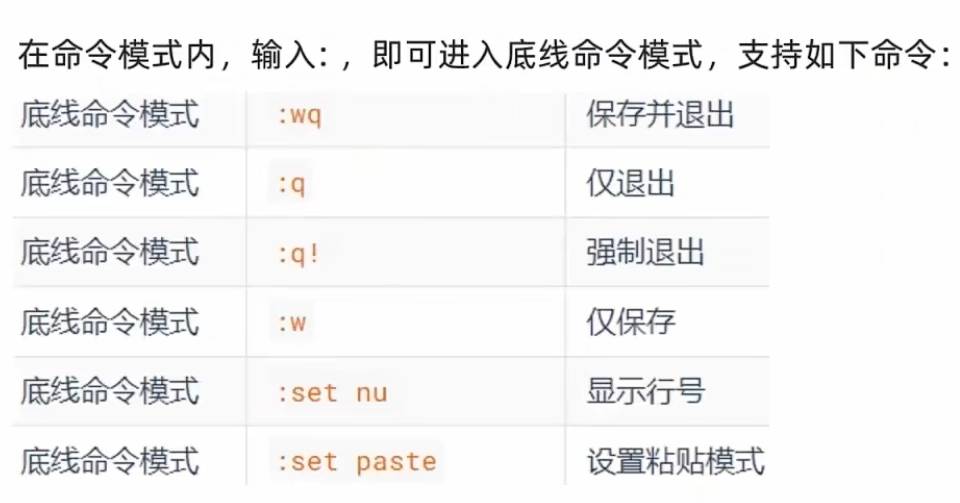 在命令模式内，输入：，即可进入底线命令模式，支持如下命令：
底线命令模式 :wq 保存并退出
底线命令模式 :q 仅退出
底线命令模式 :q! 强制退出
底线命令模式 :w 仅保存
底线命令模式 :set nu 显示行号
底线命令模式 :set paste 设置粘贴模式